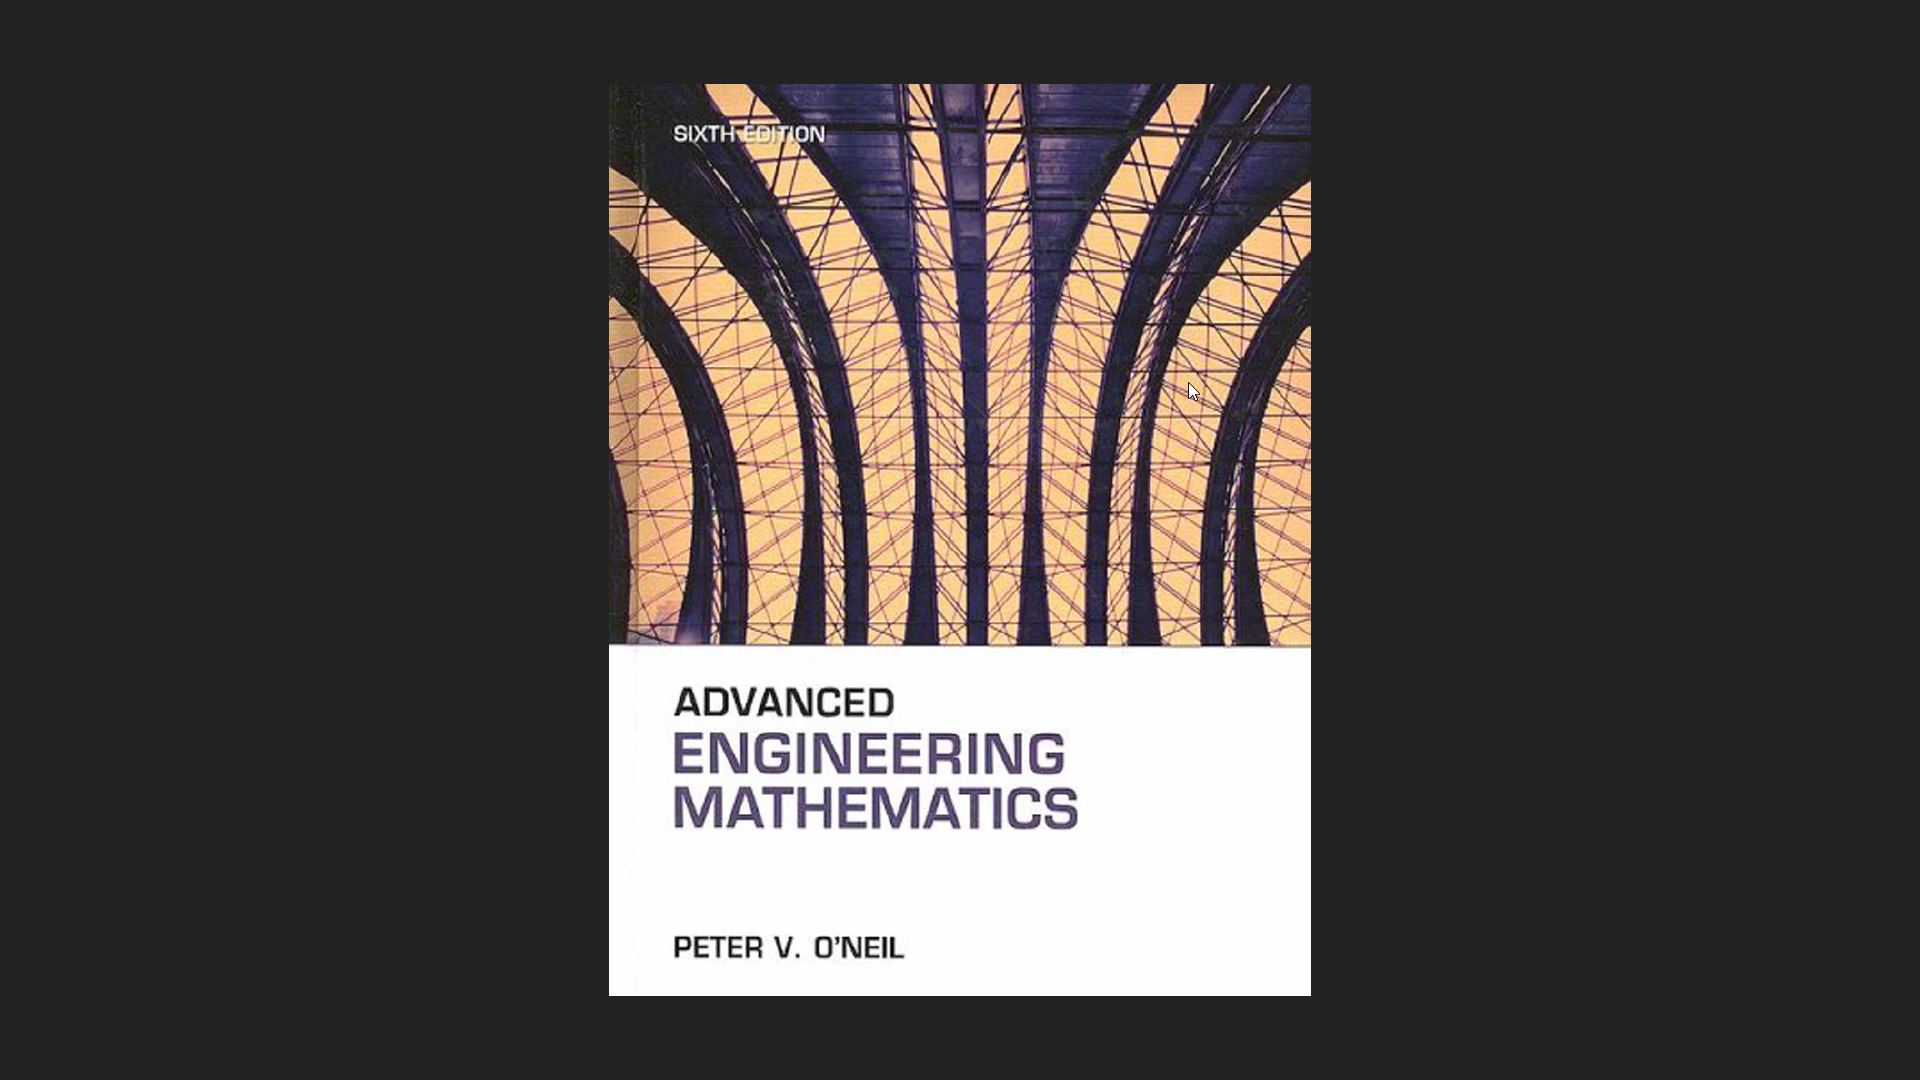 SIXTH EDITION
ADVANCED
ENGINEERING
MATHEMATICS
PETER V. O'NEIL